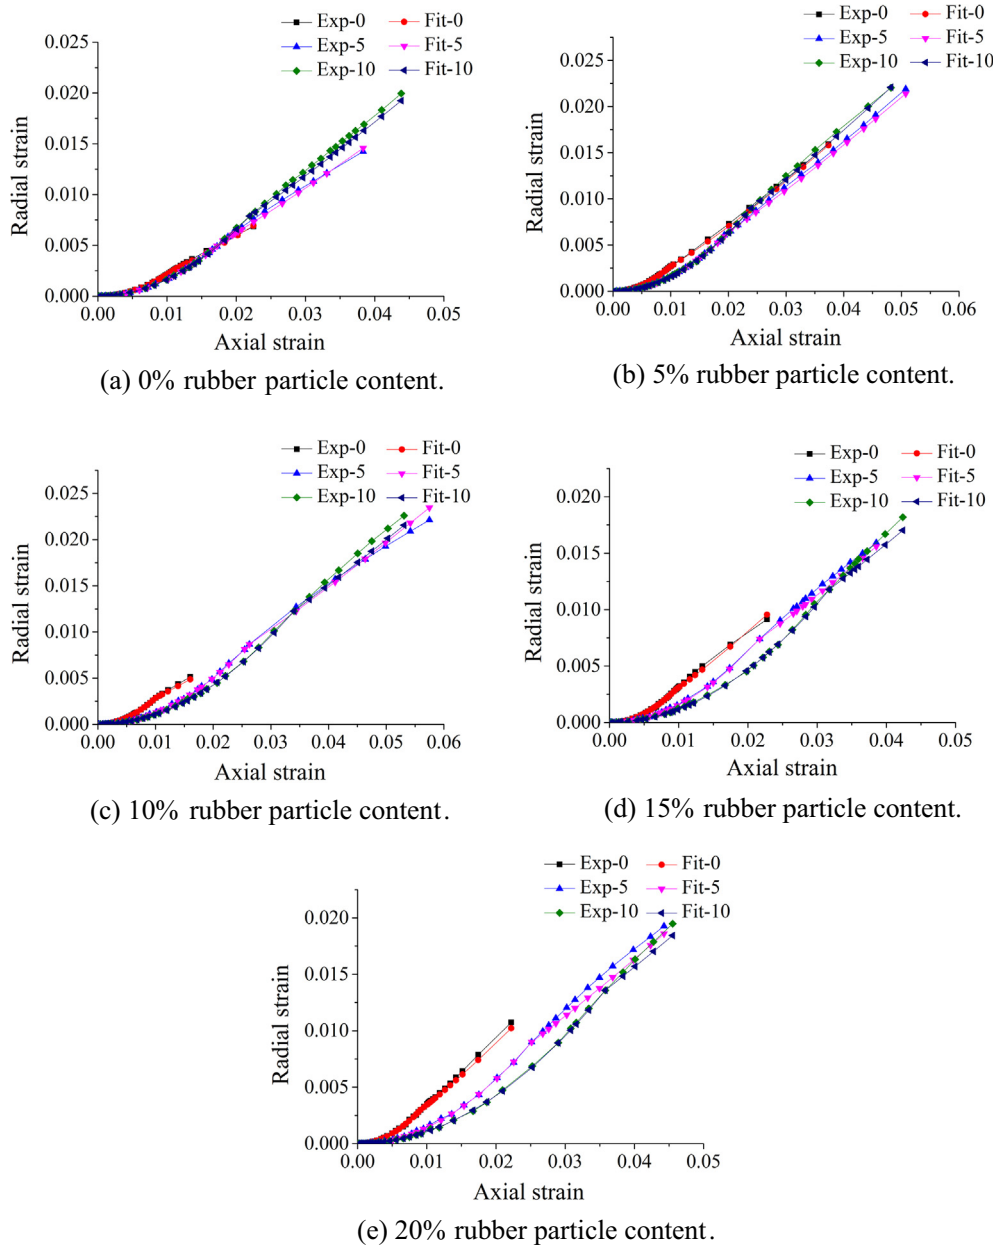 Exp-0 Fit-0
Exp-5 Fit-5
Exp-10 Fit-10
0.025
0.020
0.015
0.010
0.005
0.000
Radial strain
0.00 0.01 0.02 0.03 0.04 0.05
Axial strain
(a) 0% rubber particle content.
Exp-0 Fit-0
Exp-5 Fit-5
Exp-10 Fit-10
0.025
0.020
0.015
0.010
0.005
0.000
Radial strain
0.00 0.01 0.02 0.03 0.04 0.05 0.06
Axial strain
(b) 5% rubber particle content.
Exp-0 Fit-0
Exp-5 Fit-5
Exp-10 Fit-10
0.025
0.020
0.015
0.010
0.005
0.000
Radial strain
0.00 0.01 0.02 0.03 0.04 0.05 0.06
Axial strain
(c) 10% rubber particle content.
Exp-0 Fit-0
Exp-5 Fit-5
Exp-10 Fit-10
0.020
0.015
0.010
0.005
0.000
Radial strain
0.00 0.01 0.02 0.03 0.04 0.05
Axial strain
(d) 15% rubber particle content.
Exp-0 Fit-0
Exp-5 Fit-5
Exp-10 Fit-10
0.020
0.015
0.010
0.005
0.000
Radial strain
0.00 0.01 0.02 0.03 0.04 0.05
Axial strain
(e) 20% rubber particle content.